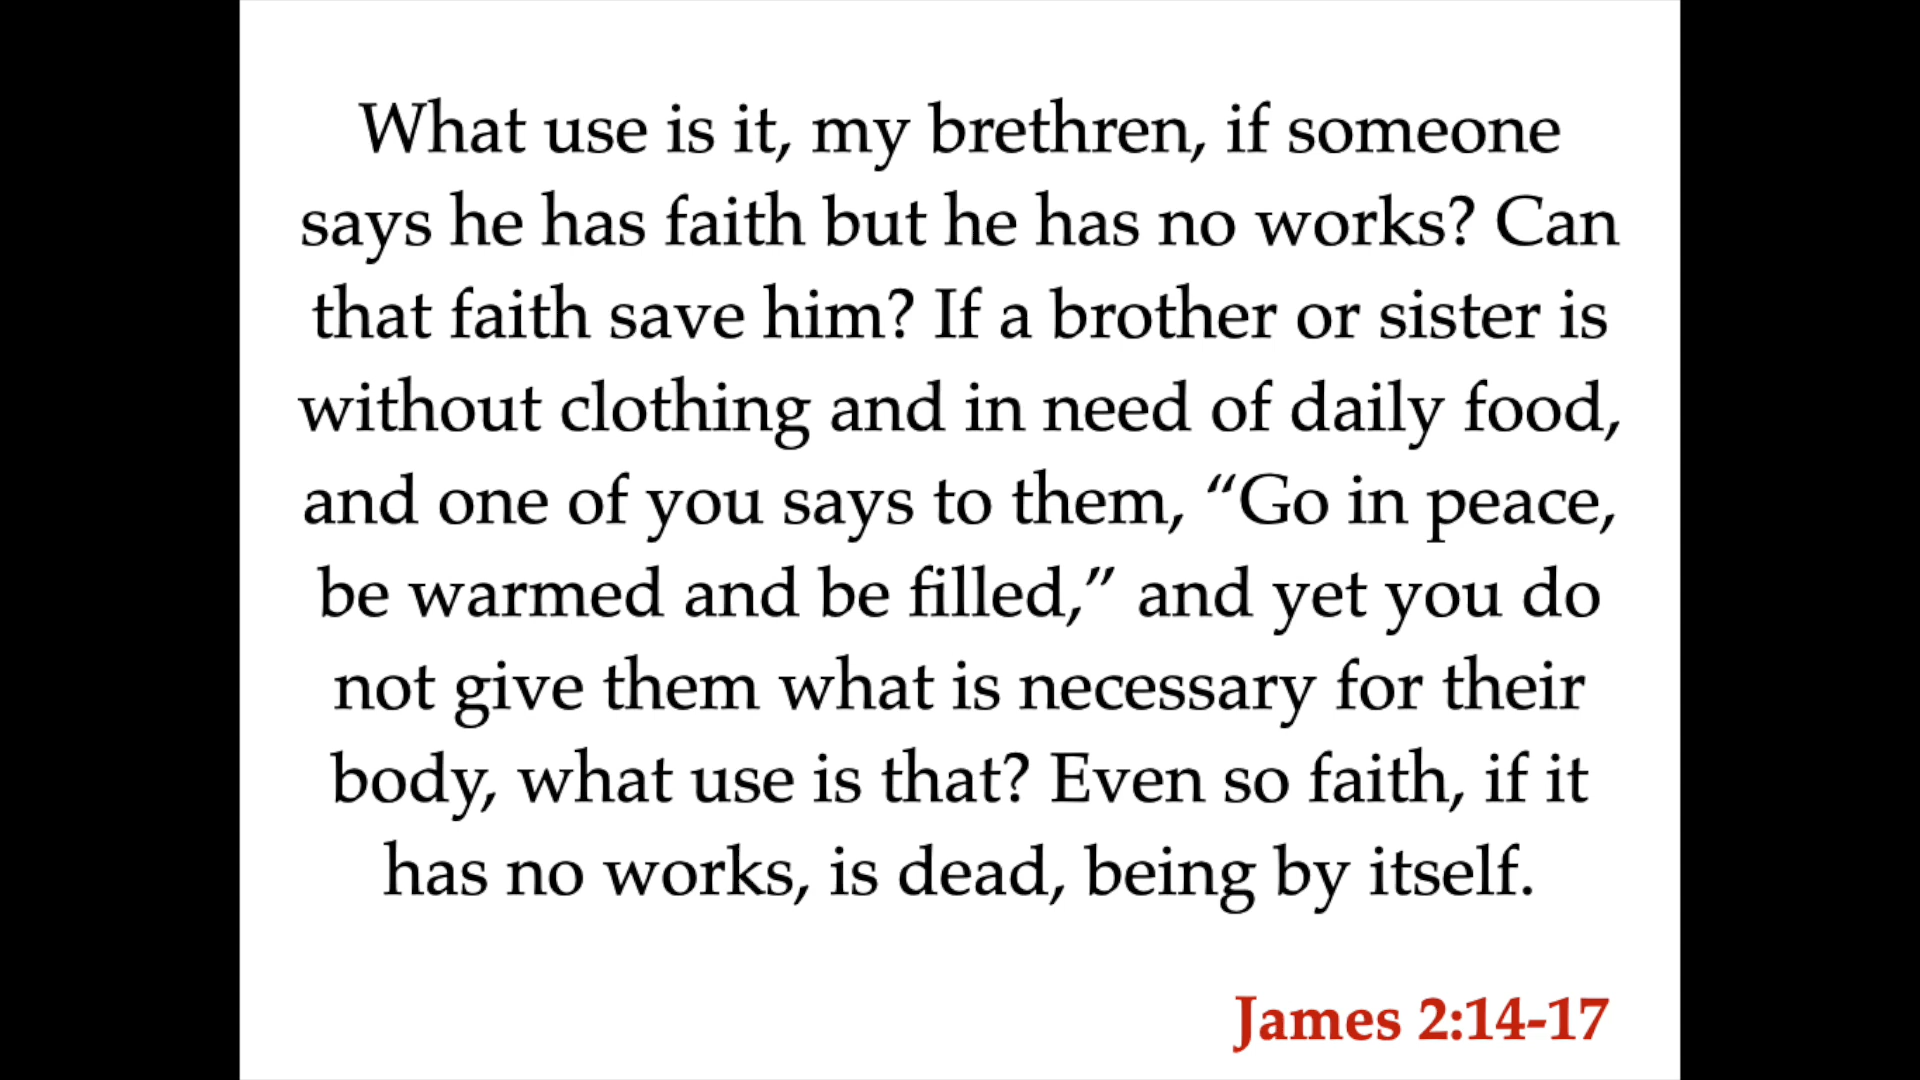 What use is it, my brethren, if someone
says he has faith but he has no works? Can
that faith save him? If a brother or sister is
without clothing and in need of daily food,
and one of you says to them, “Go in peace,
be warmed and be filled,” and yet you do
not give them what is necessary for their
body, what use is that? Even so faith, if it
has no works, is dead, being by itself.
James 2:14-17